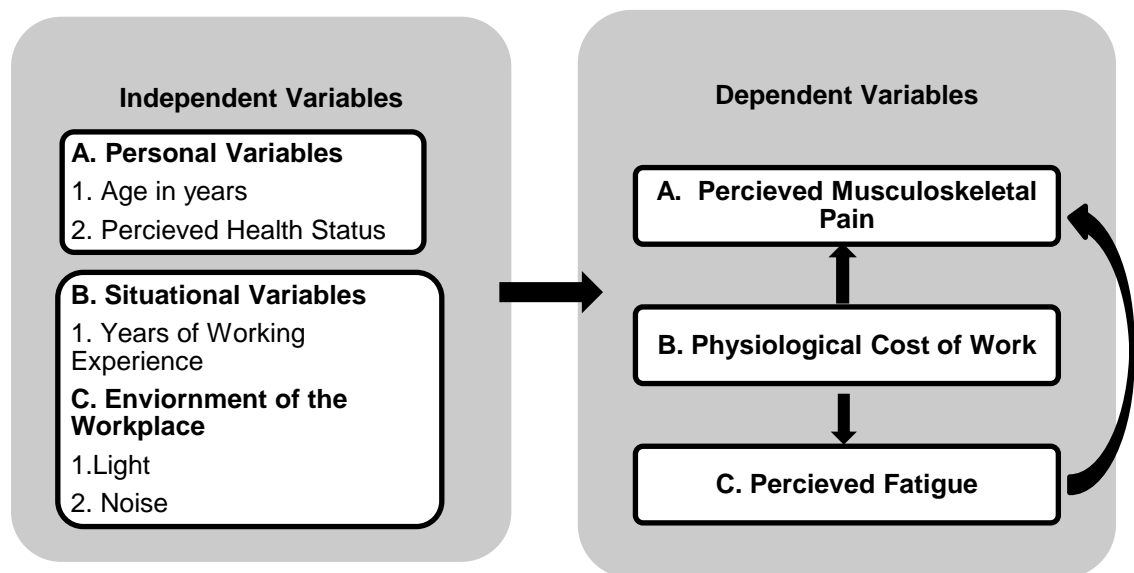 Independent Variables
A. Personal Variables
1. Age in years
2. Percieved Health Status
B. Situational Variables
1. Years of Working
Experience
C. Enviornment of the
Workplace
1.Light
2. Noise
Dependent Variables
A. Percieved Musculoskeletal
Pain
B. Physiological Cost of Work
C. Percieved Fatigue